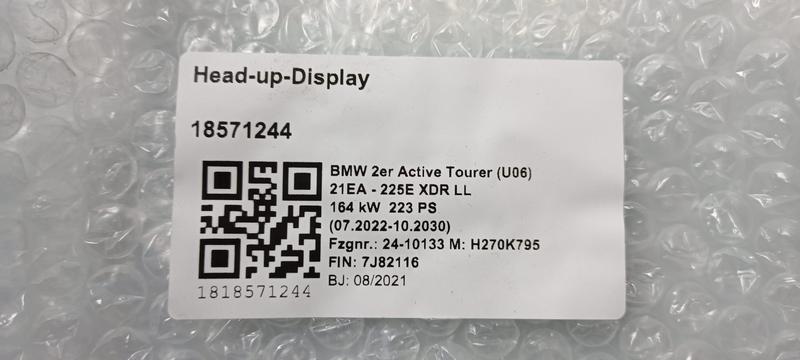 Head-up-Display
18571244
BMW 2er Active Tourer (U06)
21EA - 225E XDR LL
164 kW 223 PS
(07.2022-10.2030)
Fzgnr.: 24-10133 M: H270K795
FIN: 7J82116
BJ: 08/2021
1818571244